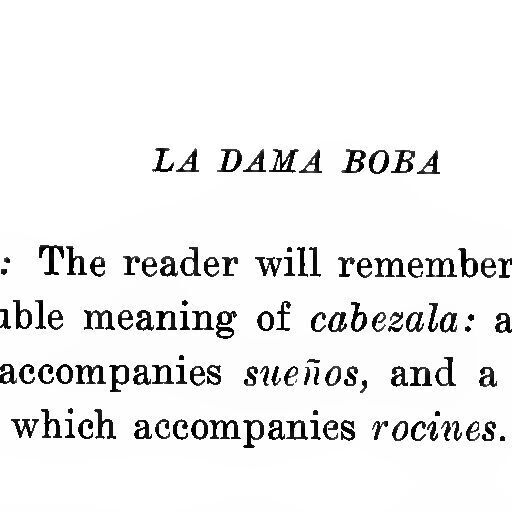 LA DAMA BOBA
: The reader will remember
uble meaning of cabezala: a
accompanies sueños, and a
which accompanies rocines.